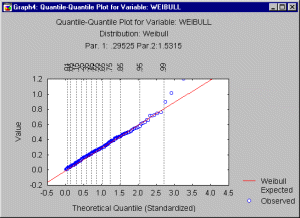 Graph4: Quantile-Quantile Plot for Variable: WEIBULL
Quantile-Quantile Plot for Variable: WEIBULL
Distribution: Weibull
Par. 1: .29525 Par 2:1.5315
.75 .85 .95 .99
Value
1.2
1.0
0.8
0.6
0.4
0.2
0.0
-0.2
-0.5 0.0 0.5 1.0 1.5 2.0 2.5 3.0 3.5 4.0 4.5
Theoretical Quantile (Standardized)
Weibull
Expected
Observed